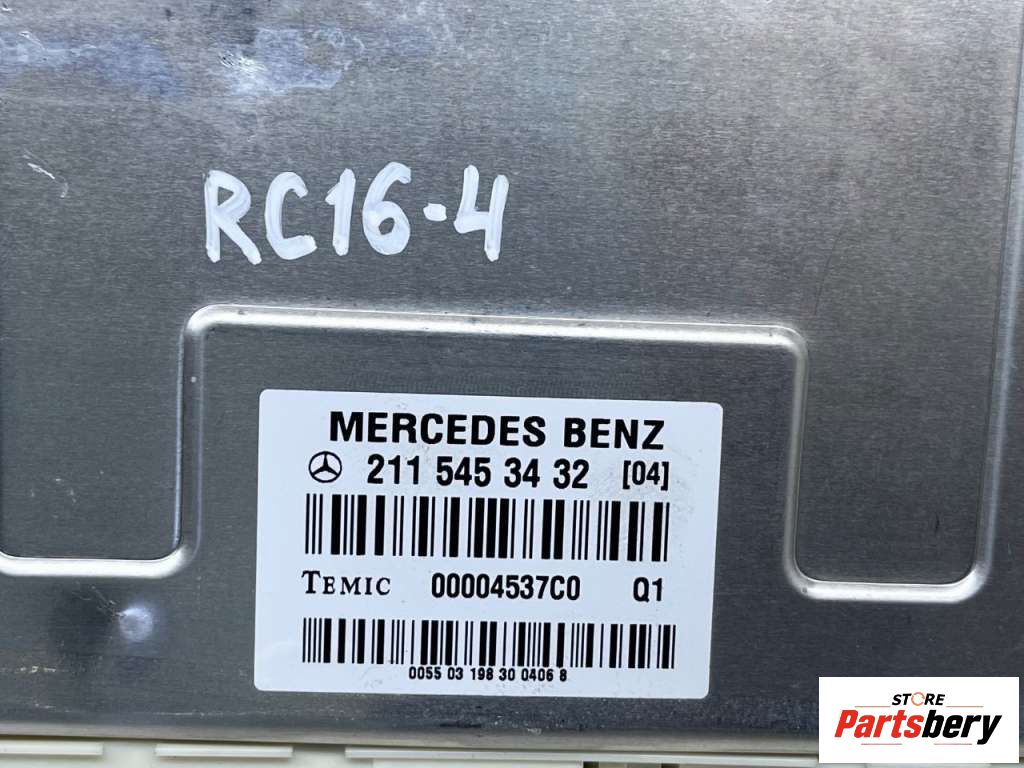 RC16-4
MERCEDES BENZ
211 545 34 32 [04]
TEMIC 00004537C0 Q1
0055 03 198 30 0406 8
STORE
Partsbery